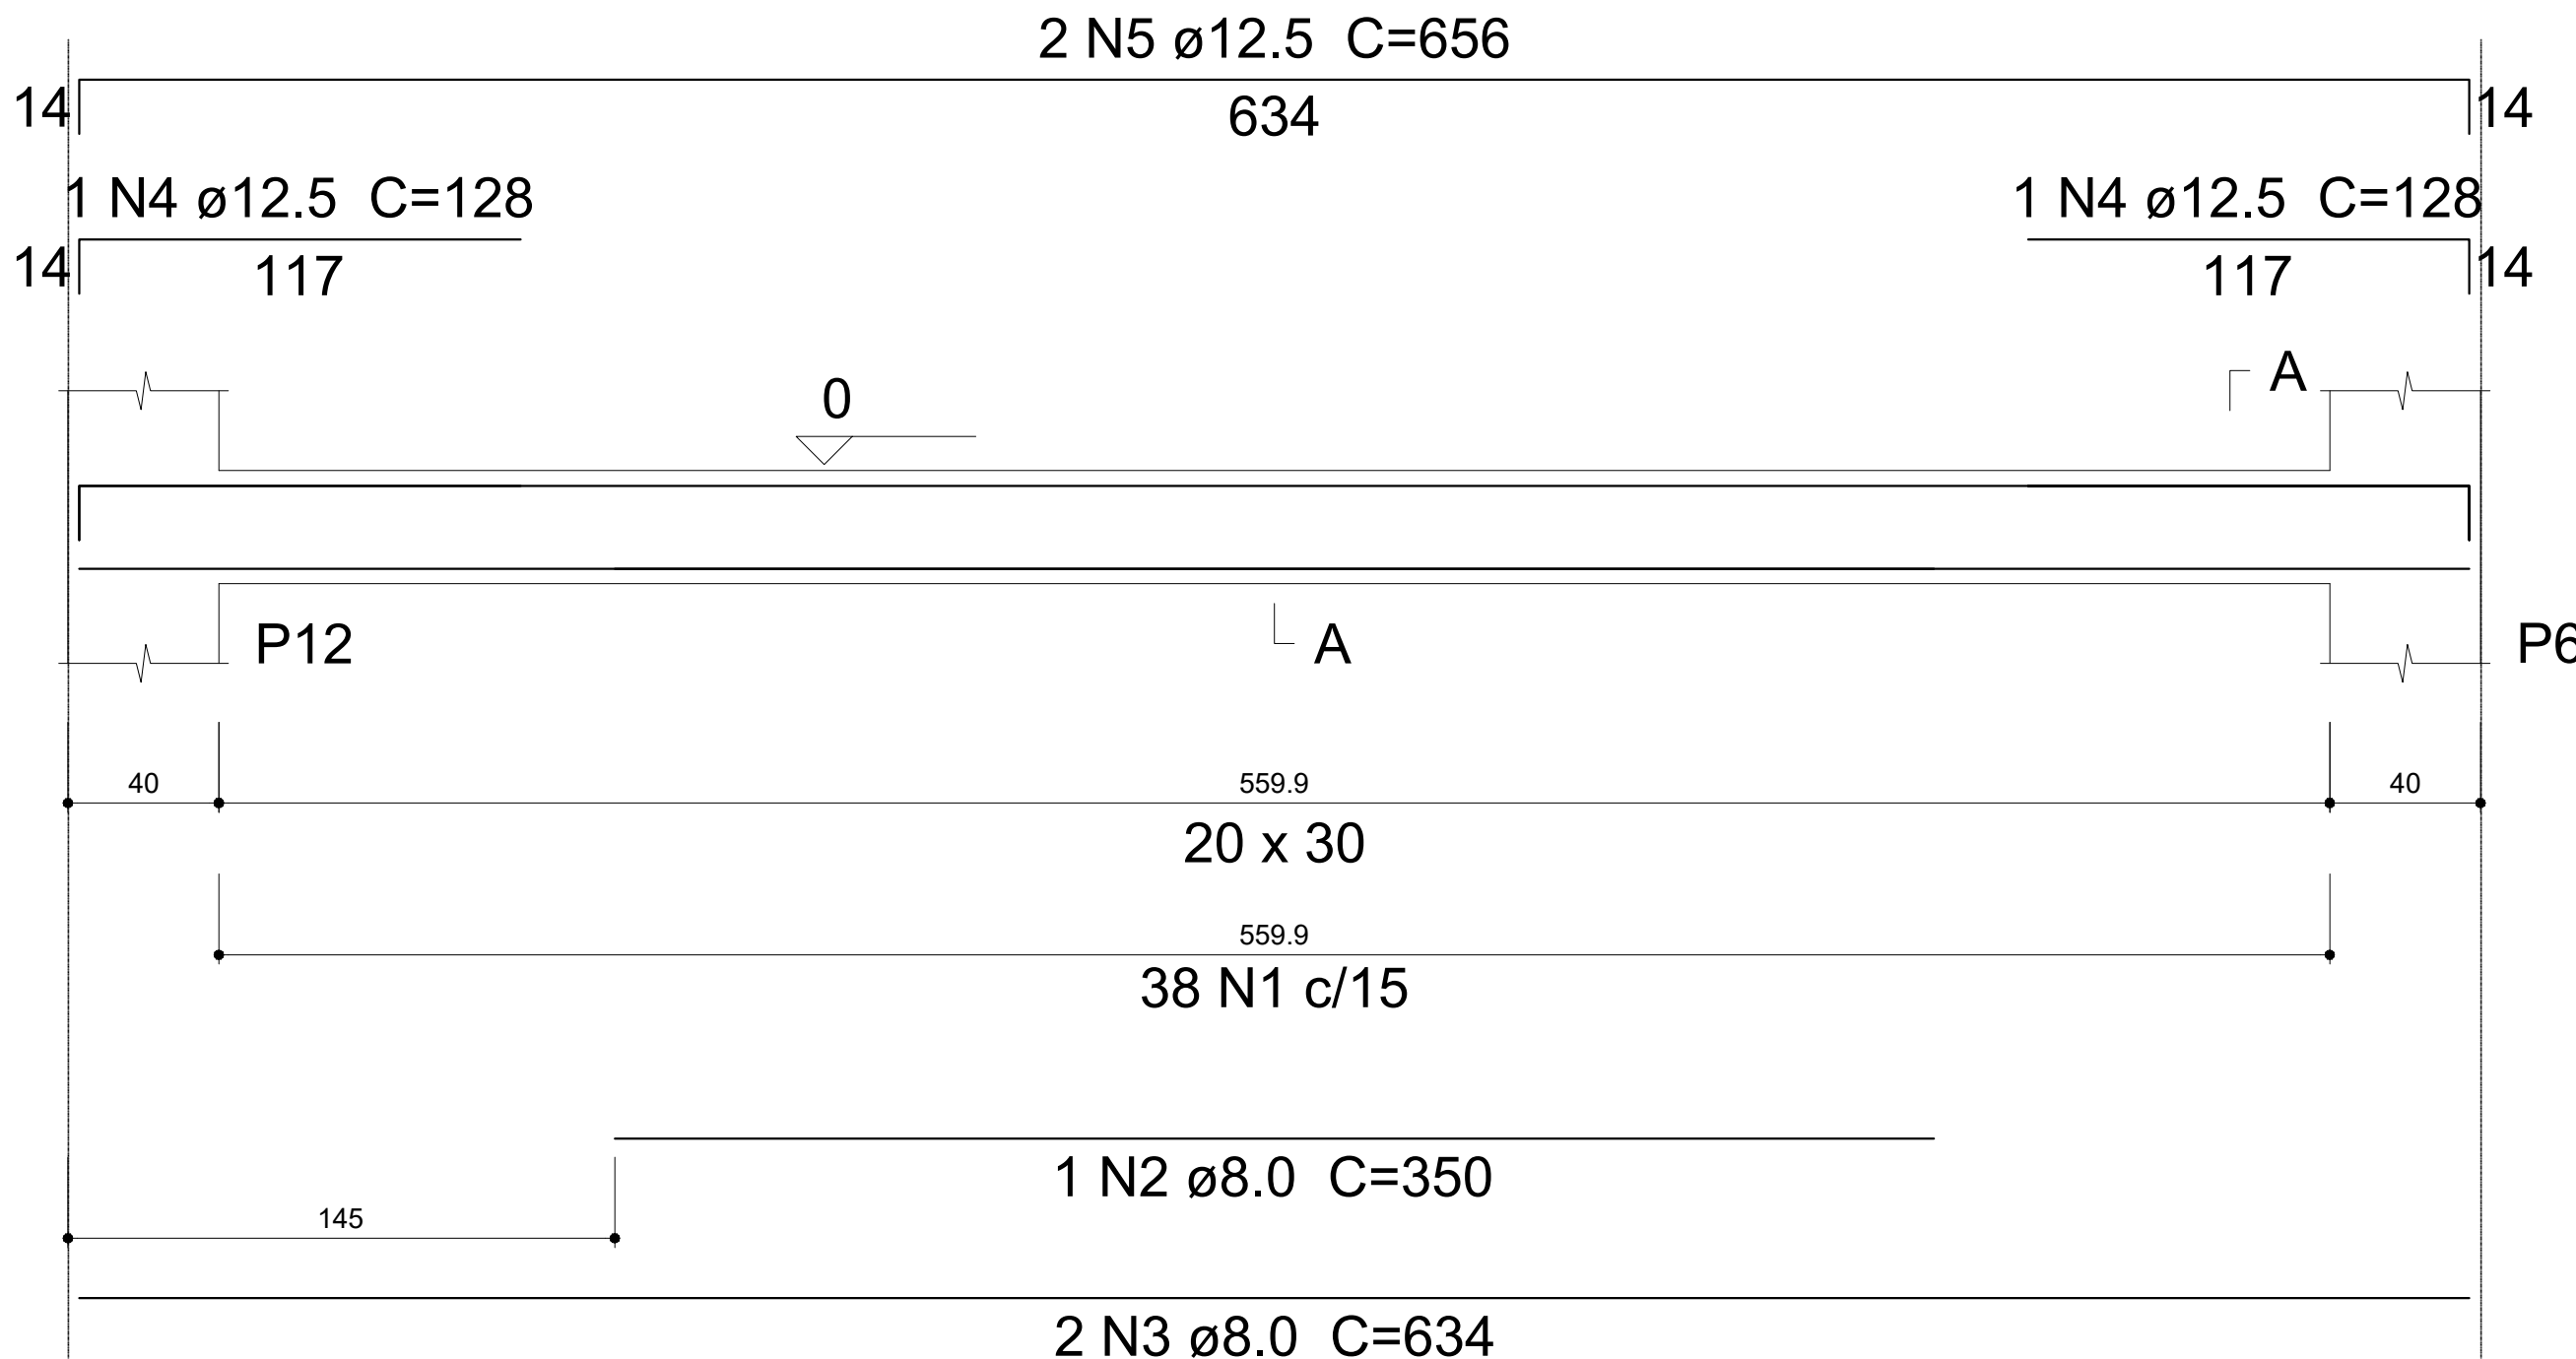 2 N5 ø12.5 C=656
14 634 14
1 N4 ø12.5 C=128 1 N4 ø12.5 C=128
14 117 117 14
A
0
P12 A P6
40 559.9 40
20 x 30
559.9
38 N1 c/15
1 N2 ø8.0 C=350
145
2 N3 ø8.0 C=634